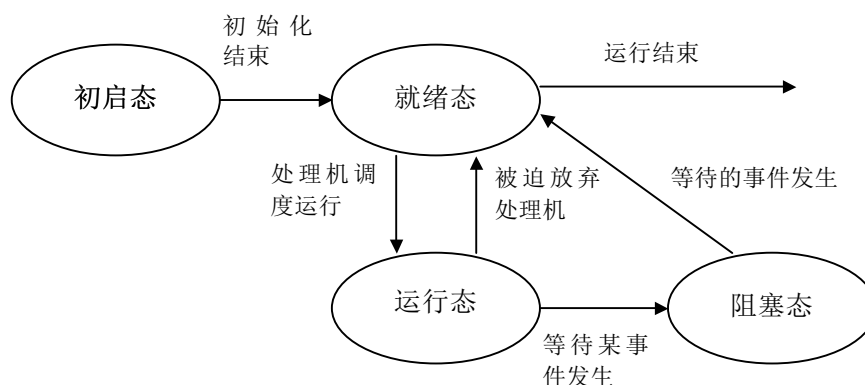 初始化
结束
运行结束
初启态
就绪态
处理机调
度运行
被迫放弃
处理机
等待的事件发生
运行态
阻塞态
等待某事
件发生